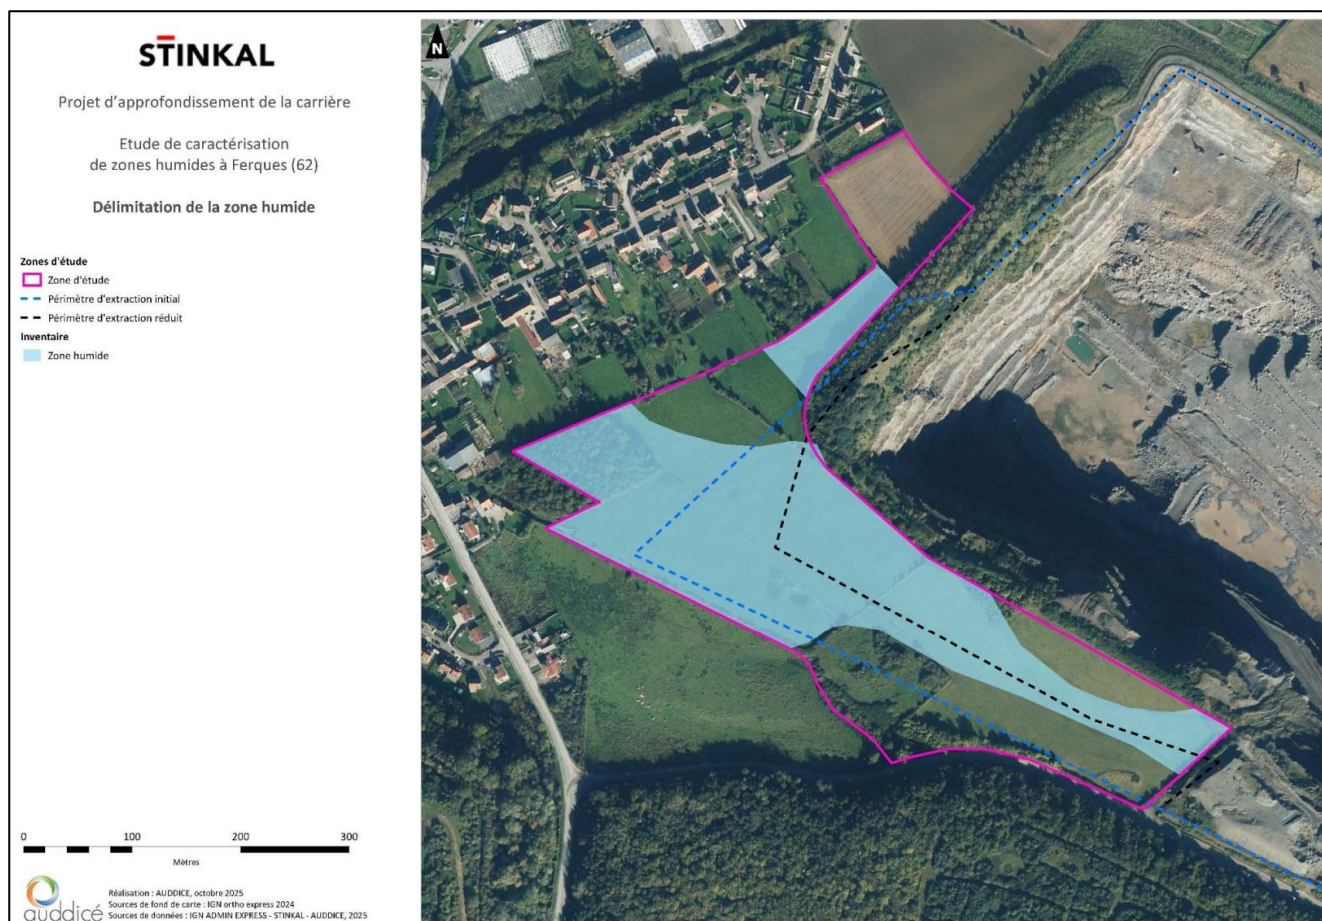 STINKAL
Projet d'approfondissement de la carrière
Etude de caractérisation
de zones humides à Ferques (62)
Délimitation de la zone humide
Zones d'étude
Zone d'étude
Périmètre d'extraction initial
Périmètre d'extraction réduit
Inventaire
Zone humide
N
0 100 200 300
Mètres
auddicé
Réalisation : AUDDICE, octobre 2025
Sources de fond de carte : IGN ortho express 2024
Sources de données : IGN ADMIN EXPRESS - STINKAL - AUDDICE, 2025